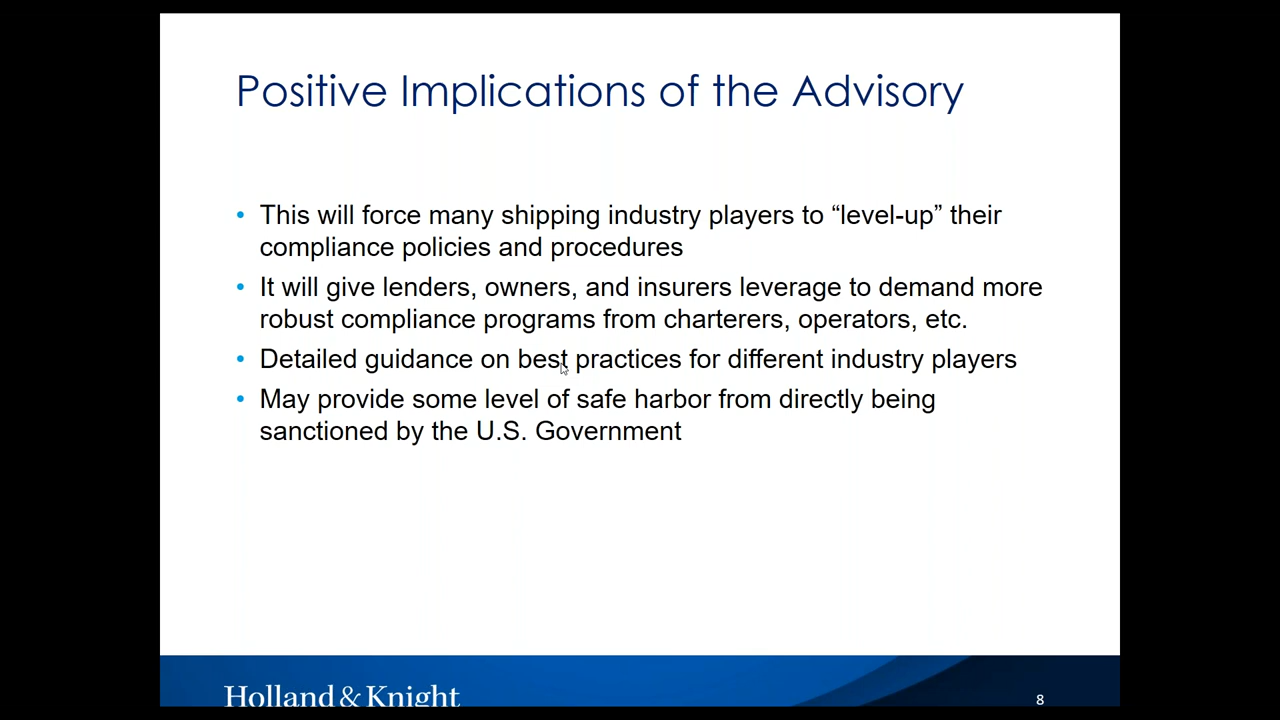 Positive Implications of the Advisory
• This will force many shipping industry players to “level-up” their
compliance policies and procedures
• It will give lenders, owners, and insurers leverage to demand more
robust compliance programs from charterers, operators, etc.
• Detailed guidance on best practices for different industry players
• May provide some level of safe harbor from directly being
sanctioned by the U.S. Government
Holland & Knight
8